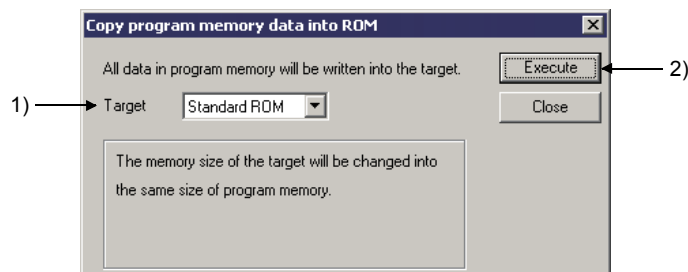 Copy program memory data into ROM
All data in program memory will be written into the target.
Execute
2)
1)
Target
Standard ROM
Close
The memory size of the target will be changed into
the same size of program memory.